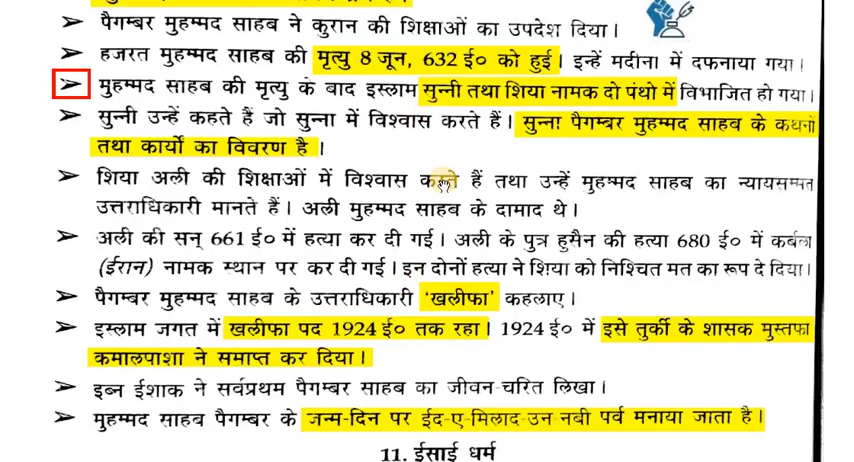 ➢ पैगम्बर मुहम्मद साहब ने कुरान की शिक्षाओं का उपदेश दिया।
➢ हजरत मुहम्मद साहब की मृत्यु 8 जून, 632 ई० को हुई। इन्हें मदीना में दफनाया गया।
➢ मुहम्मद साहब की मृत्यु के बाद इस्लाम सुन्नी तथा शिया नामक दो पंथो में विभाजित हो गया।
➢ सुन्नी उन्हें कहते हैं जो सुन्ना में विश्वास करते हैं। सुन्ना पैगम्बर मुहम्मद साहब के कथनों
तथा कार्यों का विवरण है।
➢ शिया अली की शिक्षाओं में विश्वास करते हैं तथा उन्हें मुहम्मद साहब का न्यायसम्मत
उत्तराधिकारी मानते हैं। अली मुहम्मद साहब के दामाद थे।
➢ अली की सन् 661 ई० में हत्या कर दी गई। अली के पुत्र हुसैन की हत्या 680 ई० में कर्बला
(ईरान) नामक स्थान पर कर दी गई। इन दोनों हत्या ने शिया को निश्चित मत का रूप दे दिया।
➢ पैगम्बर मुहम्मद साहब के उत्तराधिकारी ‘खलीफा’ कहलाए।
➢ इस्लाम जगत में खलीफा पद 1924 ई० तक रहा। 1924 ई० में इसे तुर्की के शासक मुस्तफा
कमालपाशा ने समाप्त कर दिया।
➢ इब्न ईशाक ने सर्वप्रथम पैगम्बर साहब का जीवन-चरित लिखा।
➢ मुहम्मद साहब पैगम्बर के जन्म-दिन पर ईद-ए-मिलाद-उन-नबी पर्व मनाया जाता है।
11. ईसाई धर्म